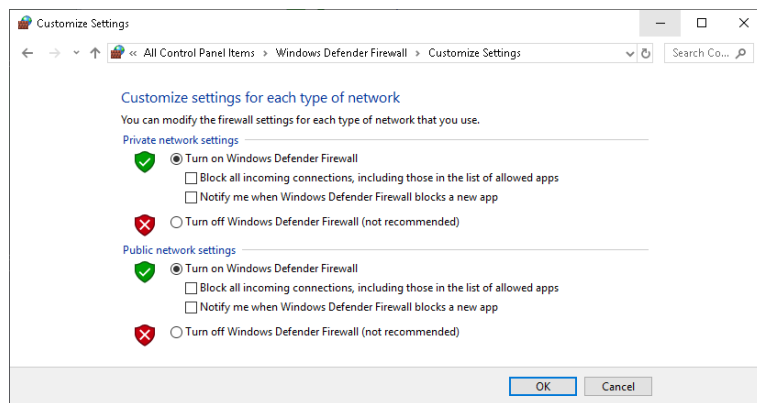 Customize Settings
« All Control Panel Items > Windows Defender Firewall > Customize Settings Search Co...
Customize settings for each type of network
You can modify the firewall settings for each type of network that you use.
Private network settings
Turn on Windows Defender Firewall
Block all incoming connections, including those in the list of allowed apps
Notify me when Windows Defender Firewall blocks a new app
Turn off Windows Defender Firewall (not recommended)
Public network settings
Turn on Windows Defender Firewall
Block all incoming connections, including those in the list of allowed apps
Notify me when Windows Defender Firewall blocks a new app
Turn off Windows Defender Firewall (not recommended)
OK Cancel